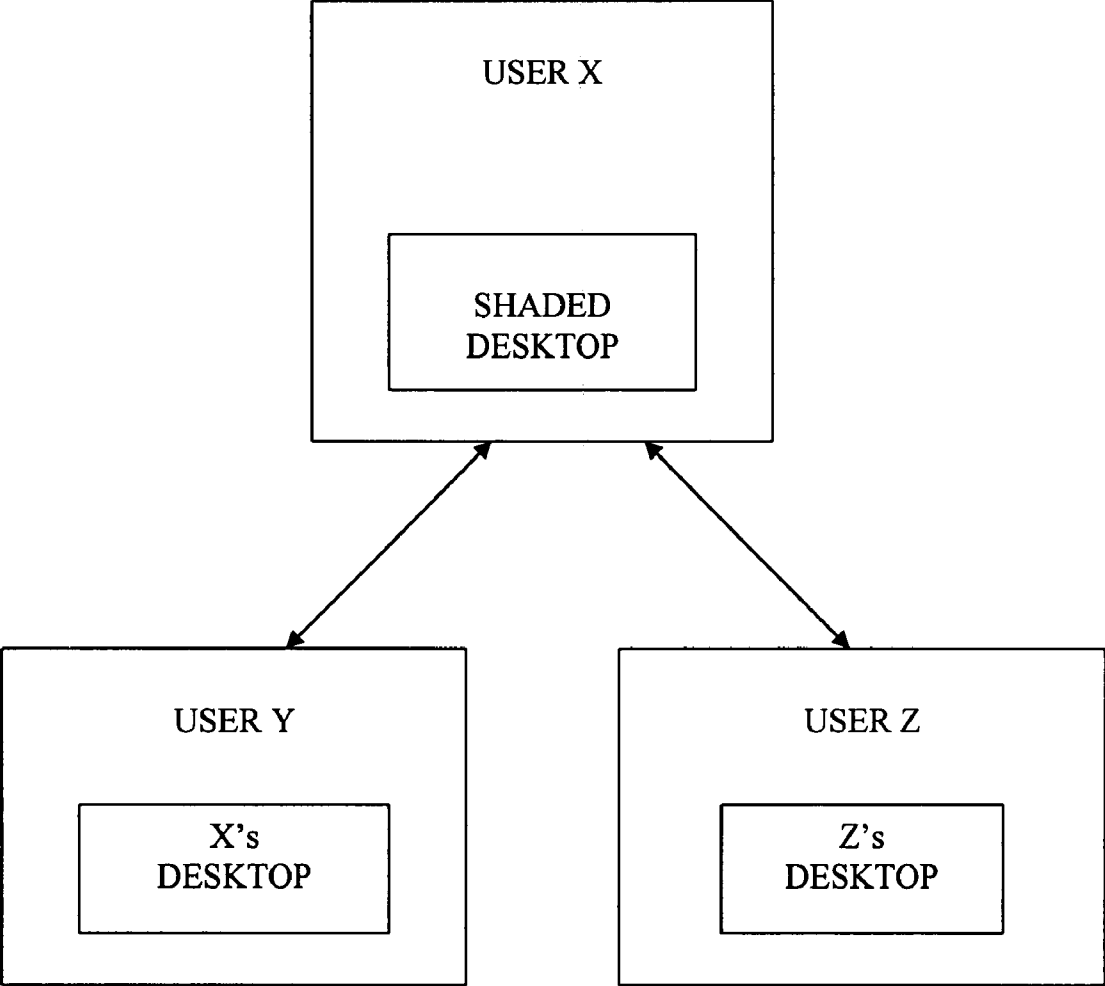 USER X
SHADED
DESKTOP
USER Y
X's
DESKTOP
USER Z
Z's
DESKTOP